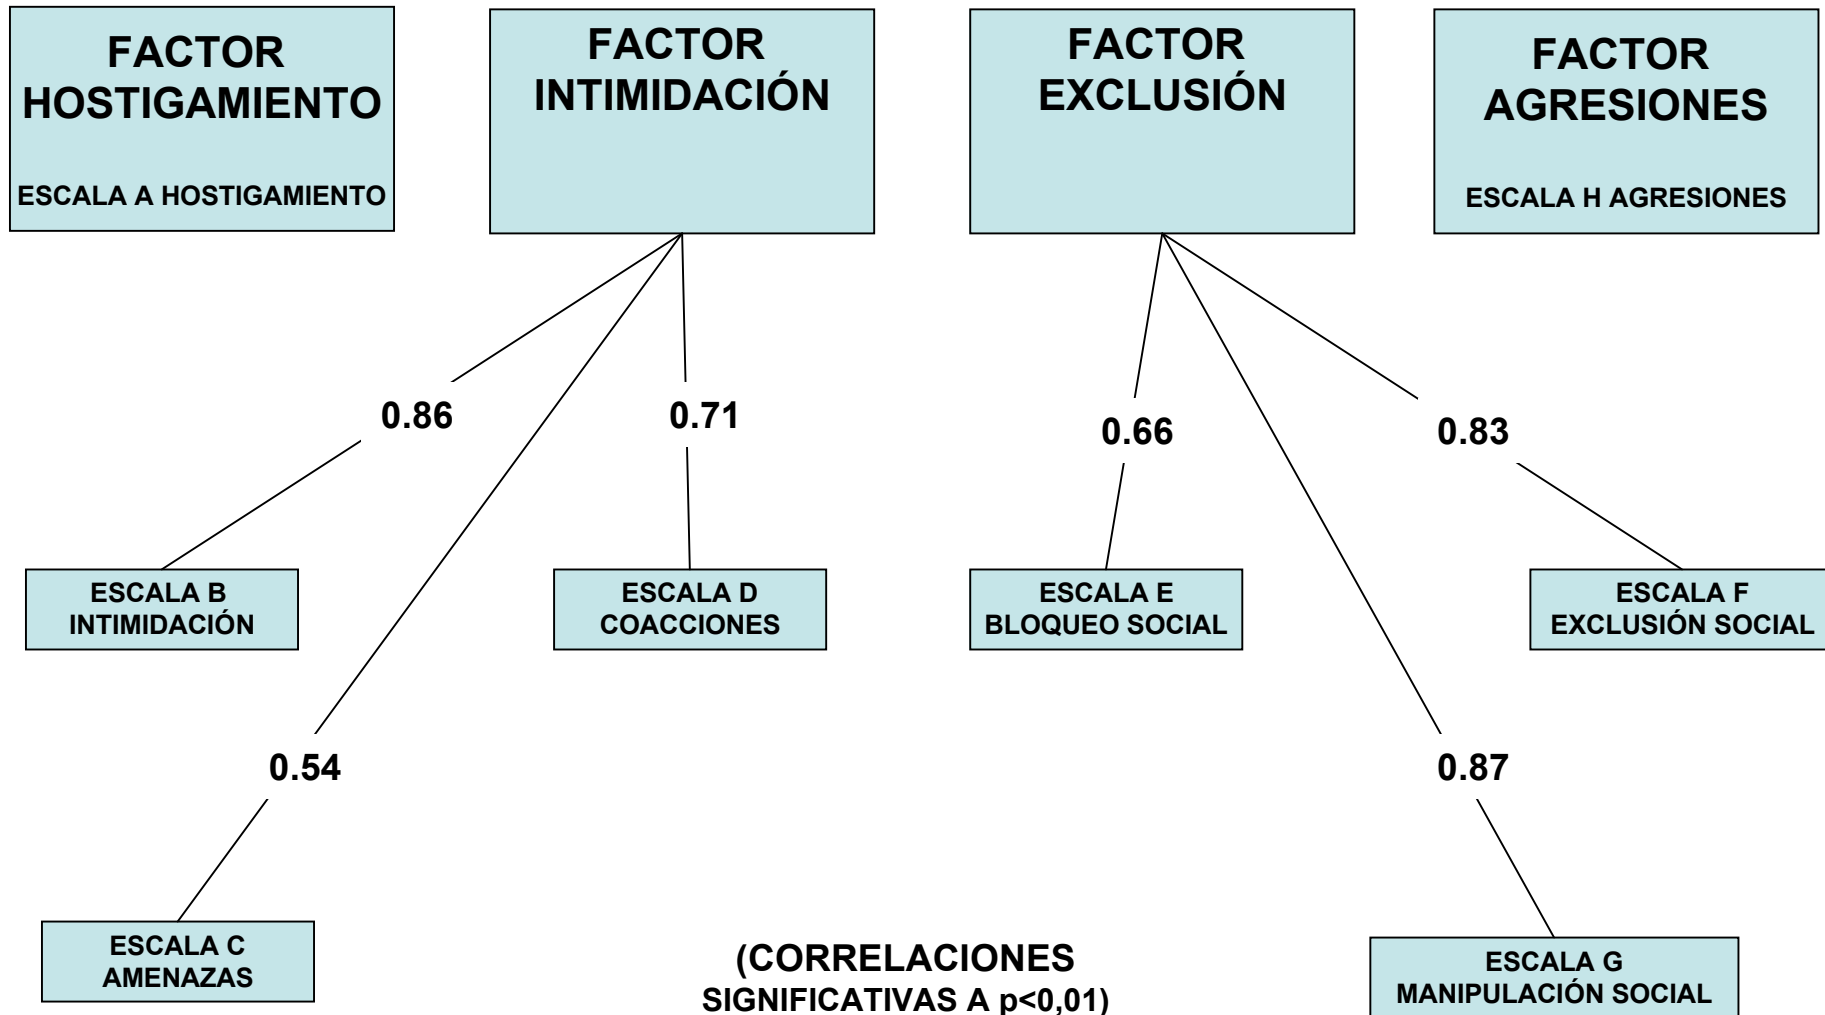 FACTOR
HOSTIGAMIENTO
ESCALA A HOSTIGAMIENTO
FACTOR
INTIMIDACIÓN
FACTOR
EXCLUSIÓN
FACTOR
AGRESIONES
ESCALA H AGRESIONES
0.86
0.71
0.66
0.83
ESCALA B
INTIMIDACIÓN
ESCALA D
COACCIONES
ESCALA E
BLOQUEO SOCIAL
ESCALA F
EXCLUSIÓN SOCIAL
0.54
0.87
ESCALA C
AMENAZAS
(CORRELACIONES
SIGNIFICATIVAS A p<0,01)
ESCALA G
MANIPULACIÓN SOCIAL